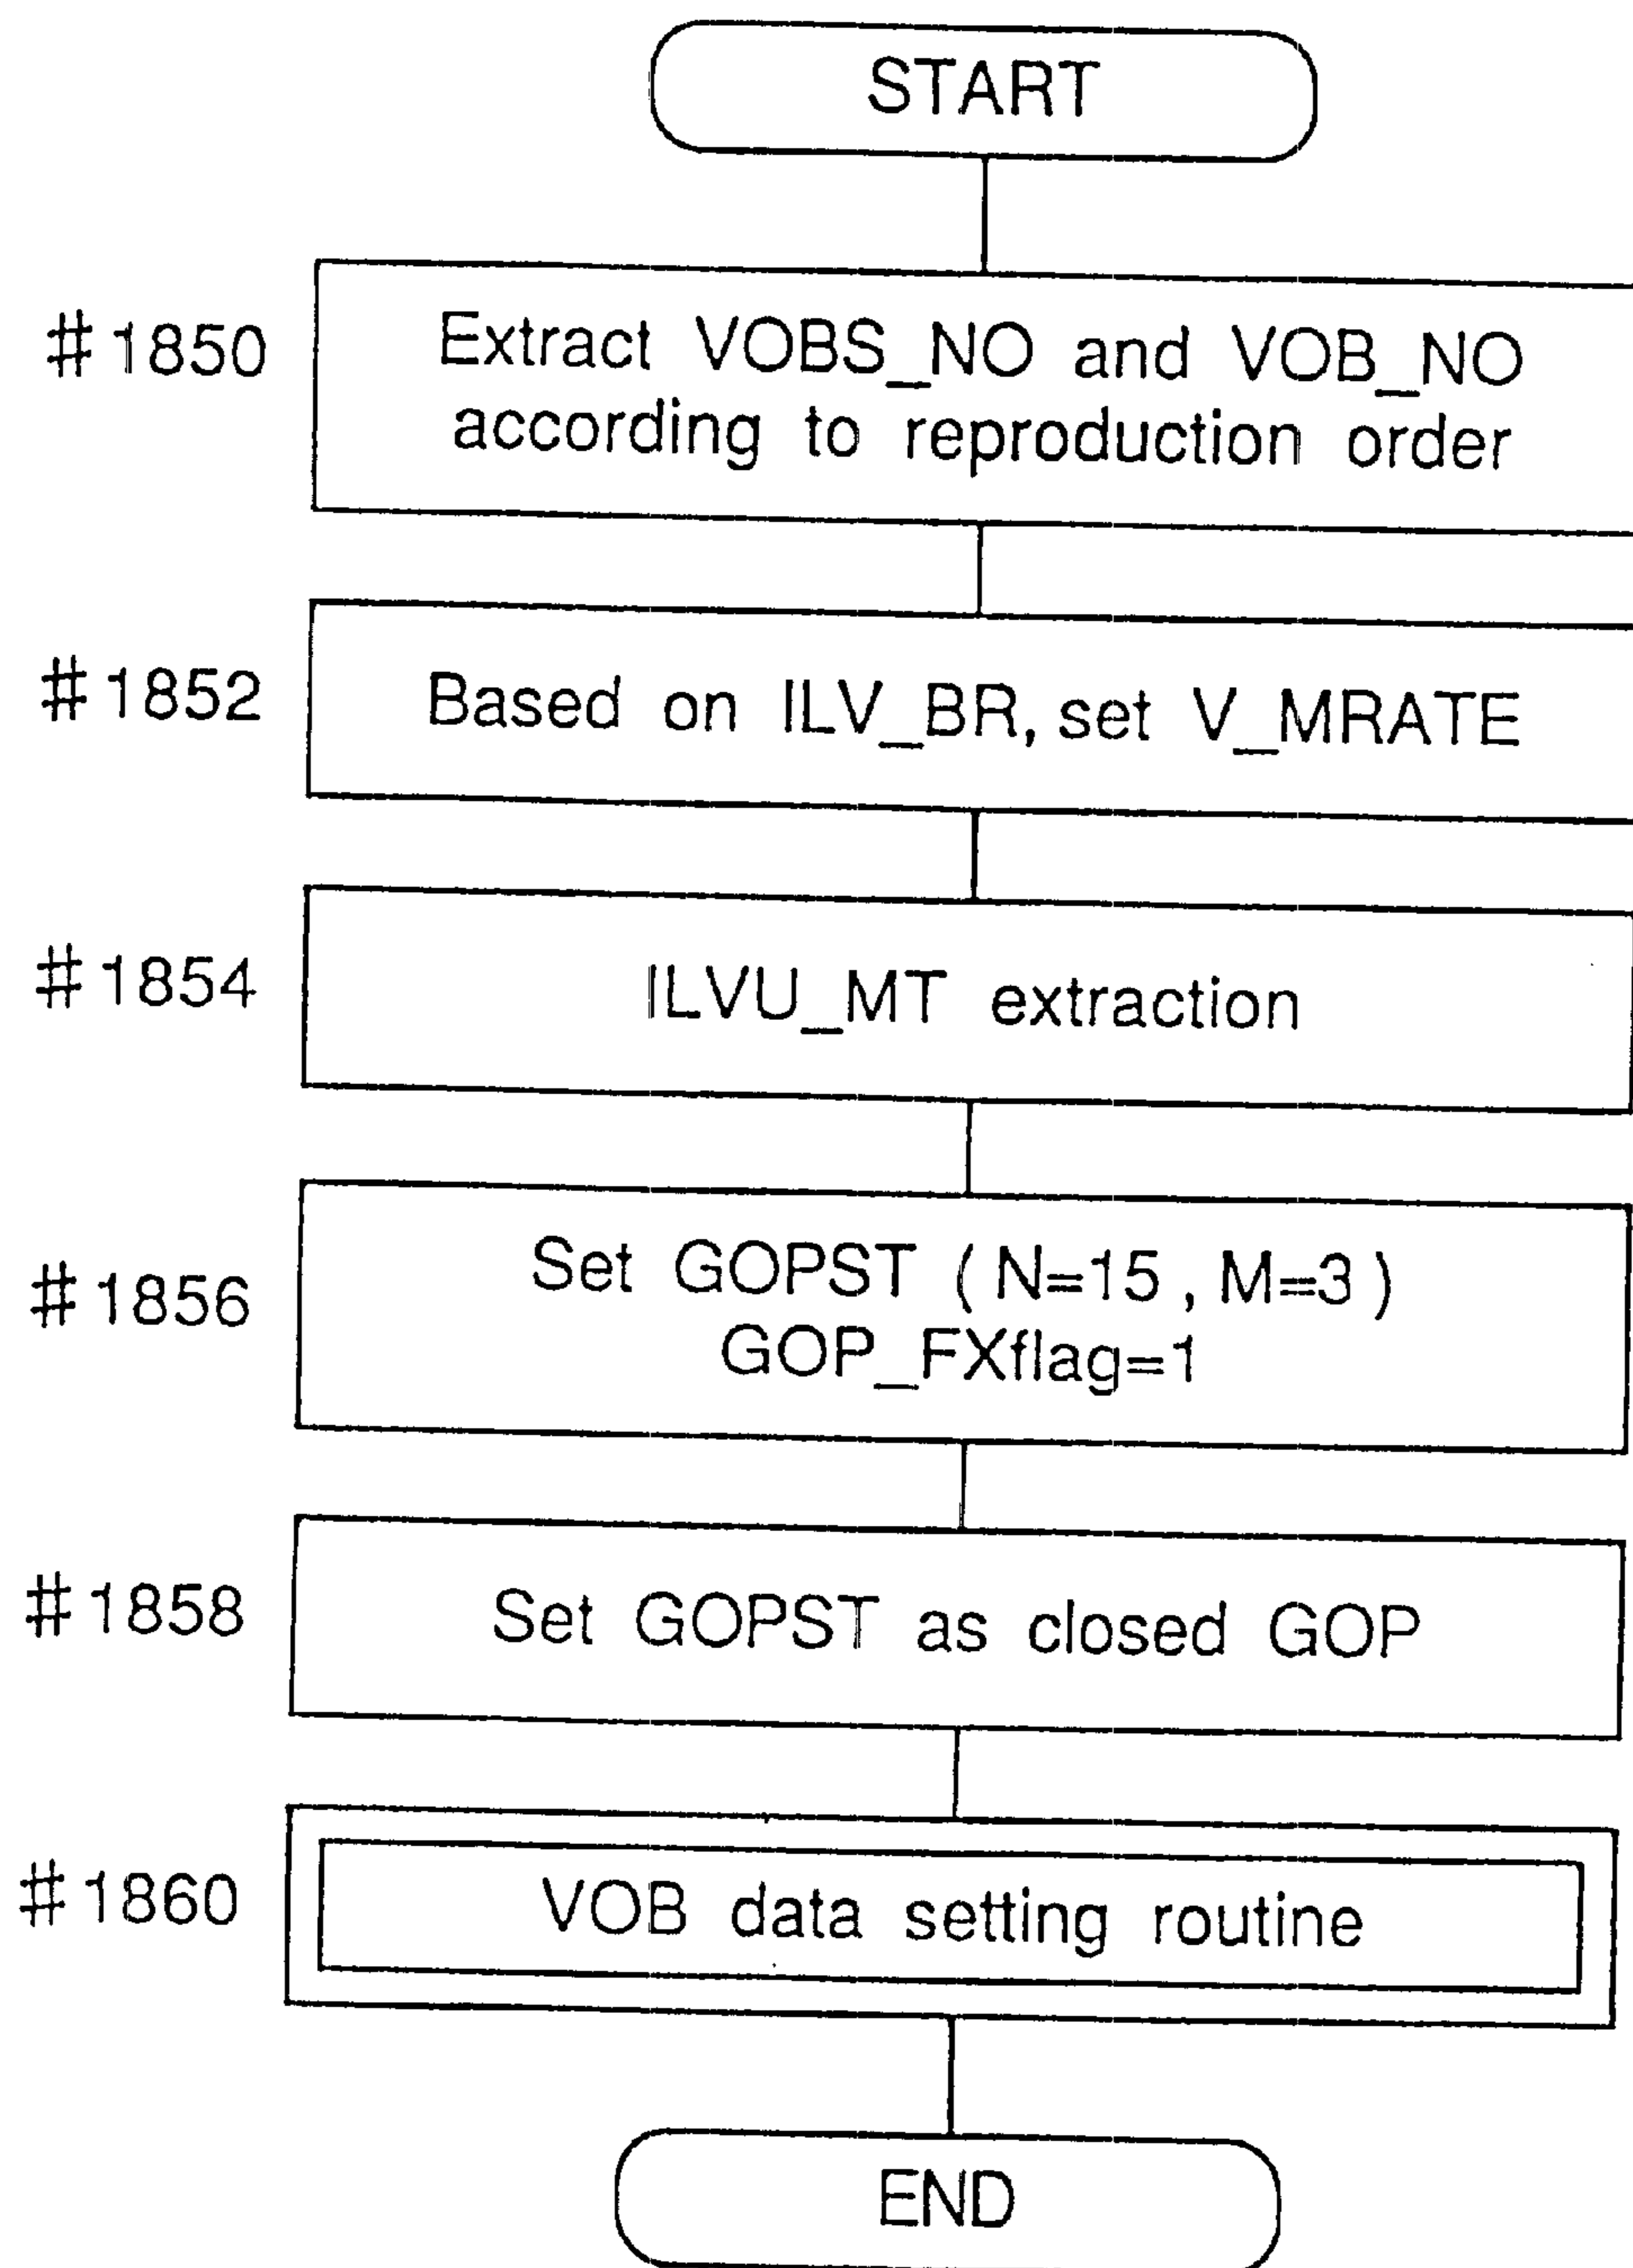 START
#1850
Extract VOBS_NO and VOB_NO
according to reproduction order
#1852
Based on ILV_BR, set V_MRATE
#1854
ILVU_MT extraction
#1856
Set GOPST (N=15, M=3)
GOP_FXflag=1
#1858
Set GOPST as closed GOP
#1860
VOB data setting routine
END